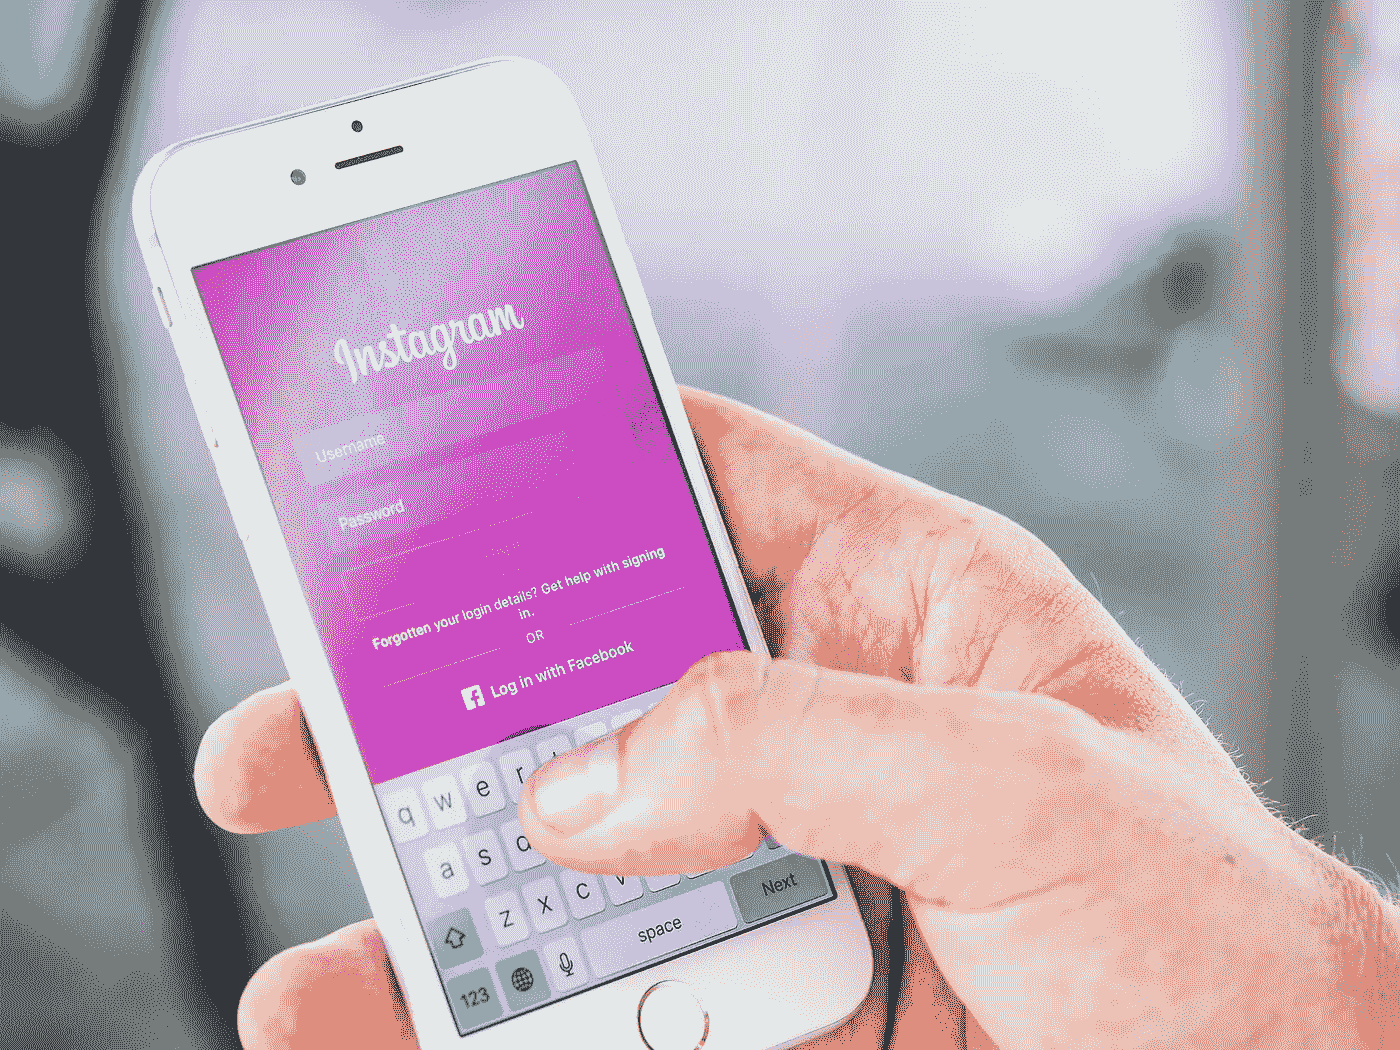 Instagram
Username
Password
Forgotten your login details? Get help with signing
in.
OR
Log in with Facebook
q w e r
a s d
z x c v
space
Next
123